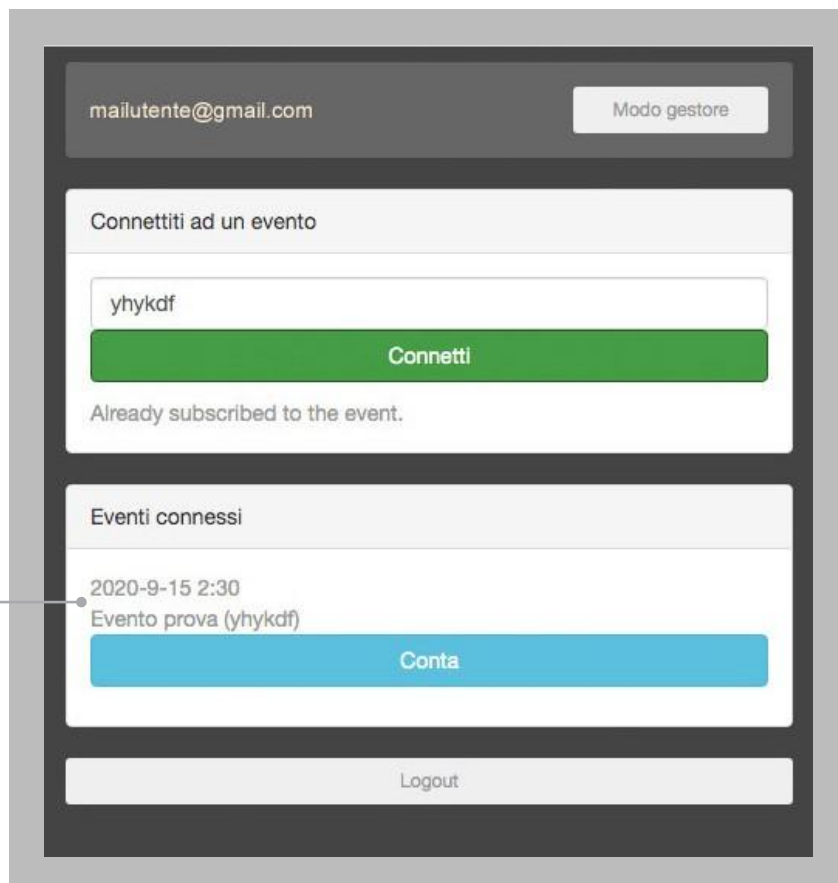 mailutente@gmail.com
Modo gestore
Connettiti ad un evento
yhykdf
Connetti
Already subscribed to the event.
Eventi connessi
2020-9-15 2:30
Evento prova (yhykdf)
Conta
Logout